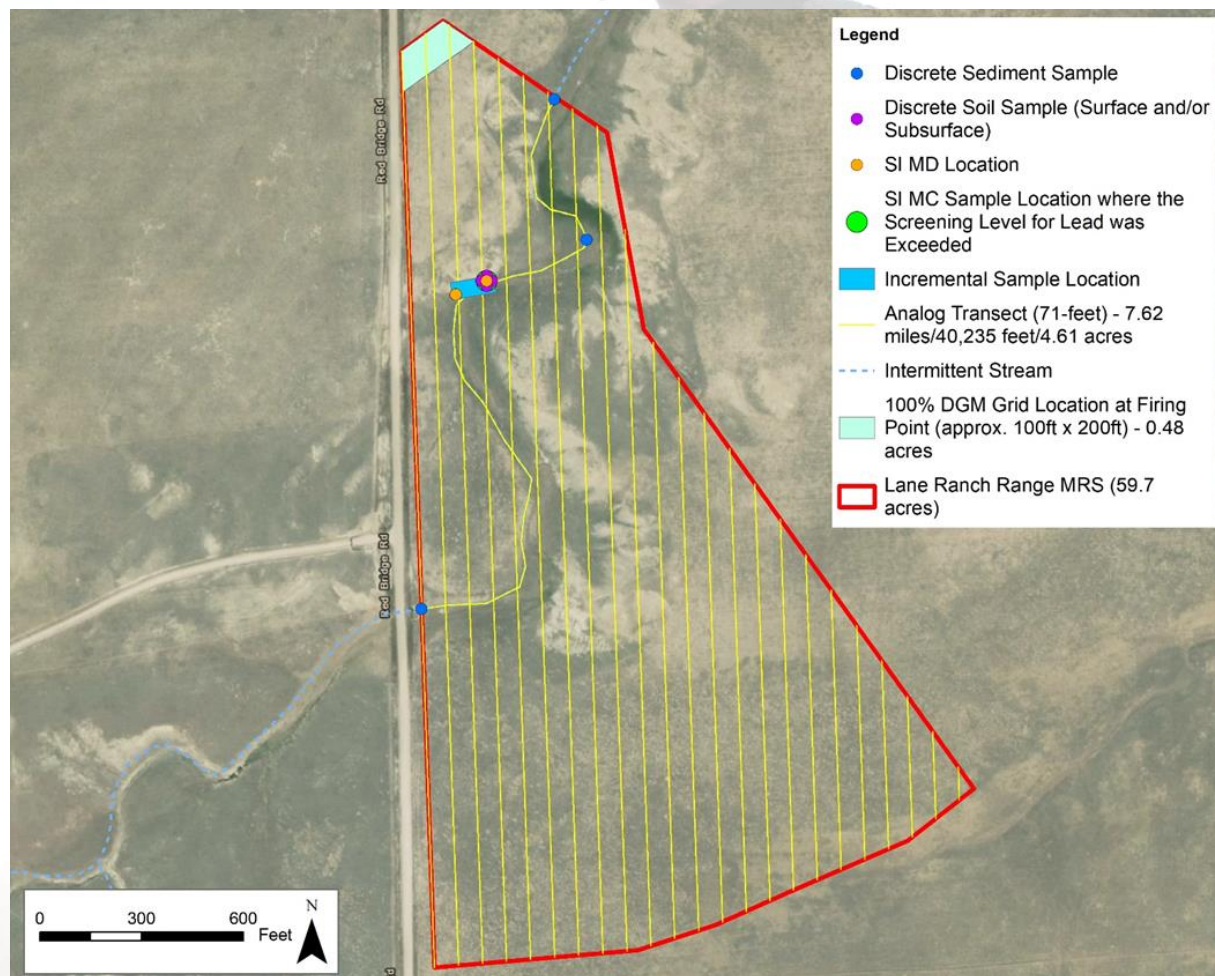 Legend
Discrete Sediment Sample
Discrete Soil Sample (Surface and/or
Subsurface)
SI MD Location
SI MC Sample Location where the
Screening Level for Lead was
Exceeded
Incremental Sample Location
Analog Transect (71-feet) - 7.62
miles/40,235 feet/4.61 acres
Intermittent Stream
100% DGM Grid Location at Firing
Point (approx. 100ft x 200ft) - 0.48
acres
Lane Ranch Range MRS (59.7
acres)
Red Bridge Rd
Red Bridge Rd
d
0 300 600
Feet
N